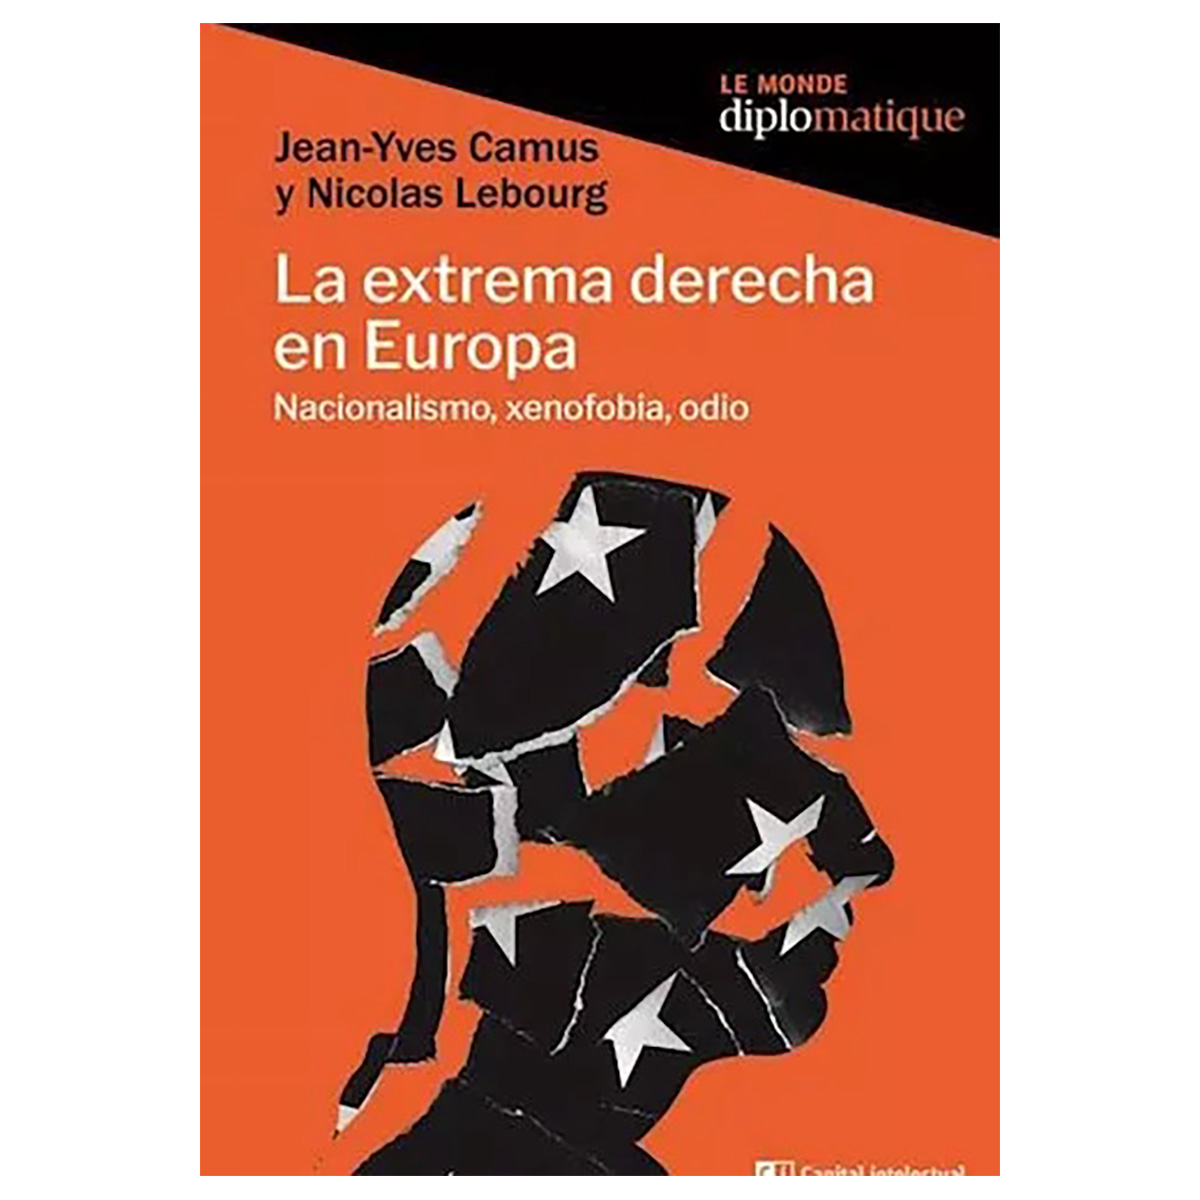 LE MONDE
diplomatique
Jean-Yves Camus
y Nicolas Lebourg
La extrema derecha
en Europa
Nacionalismo, xenofobia, odio
Capital intelectual